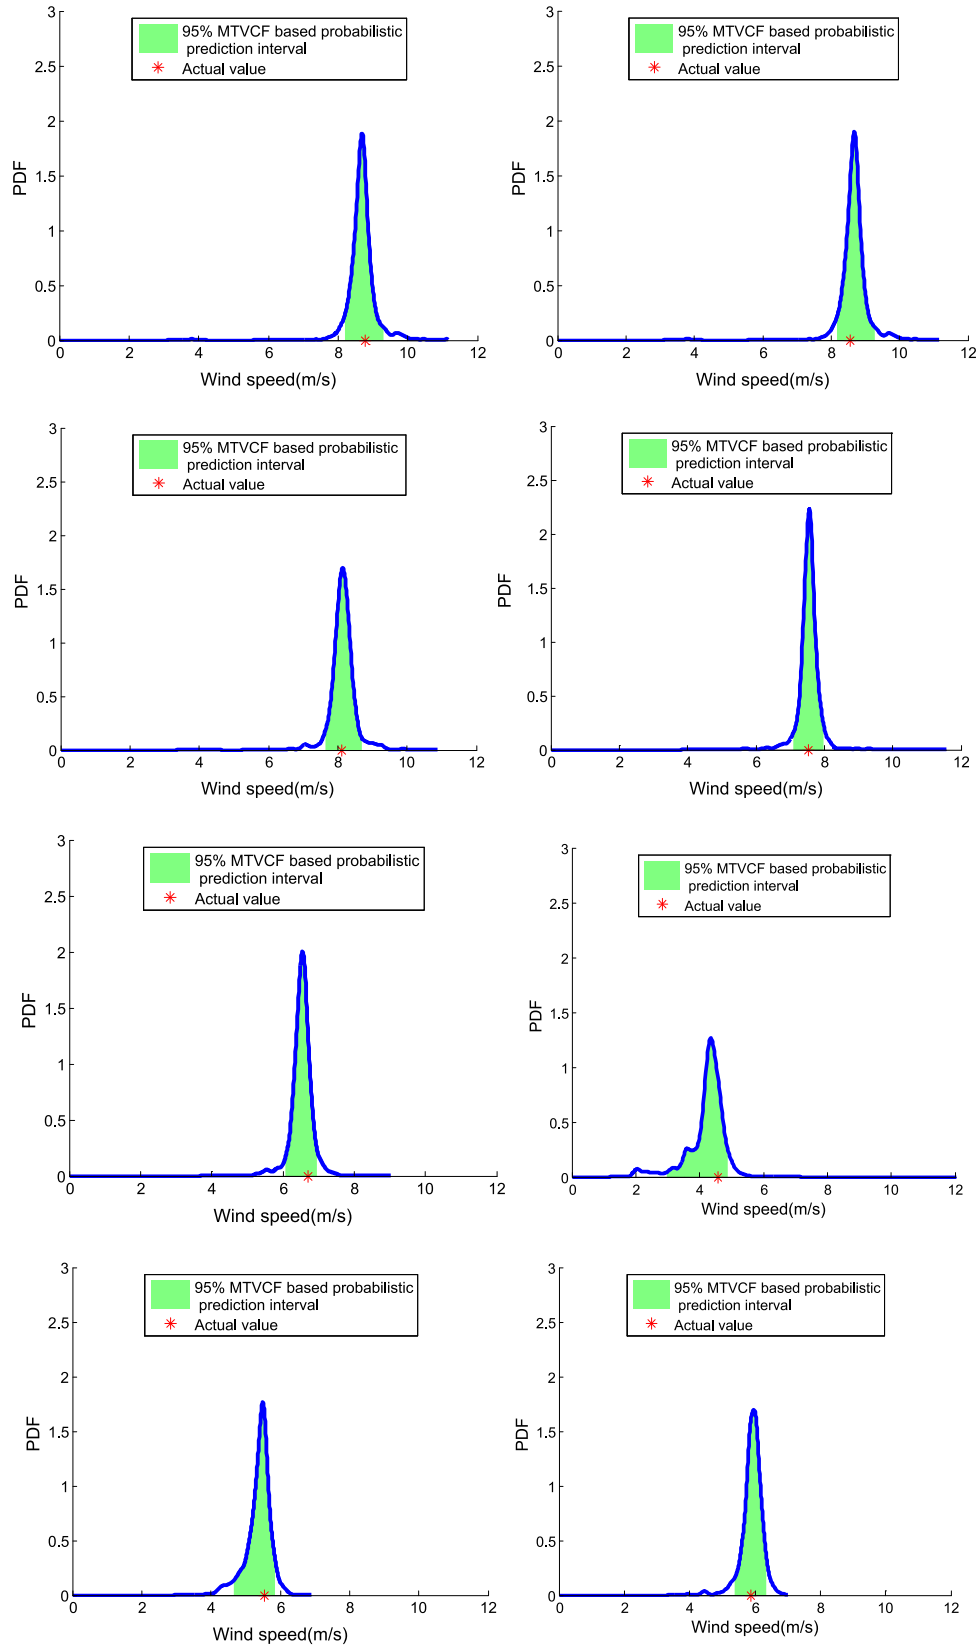 3
2.5
2
1.5
1
0.5
0
PDF
95% MTVCF based probabilistic
prediction interval
Actual value
0 2 4 6 8 10 12
Wind speed(m/s)
3
2.5
2
1.5
1
0.5
0
PDF
95% MTVCF based probabilistic
prediction interval
Actual value
0 2 4 6 8 10 12
Wind speed(m/s)
3
2.5
2
1.5
1
0.5
0
PDF
95% MTVCF based probabilistic
prediction interval
Actual value
0 2 4 6 8 10 12
Wind speed(m/s)
3
2.5
2
1.5
1
0.5
0
PDF
95% MTVCF based probabilistic
prediction interval
Actual value
0 2 4 6 8 10 12
Wind speed(m/s)
3
2.5
2
1.5
1
0.5
0
PDF
95% MTVCF based probabilistic
prediction interval
Actual value
0 2 4 6 8 10 12
Wind speed(m/s)
3
2.5
2
1.5
1
0.5
0
PDF
95% MTVCF based probabilistic
prediction interval
Actual value
0 2 4 6 8 10 12
Wind speed(m/s)
3
2.5
2
1.5
1
0.5
0
PDF
95% MTVCF based probabilistic
prediction interval
Actual value
0 2 4 6 8 10 12
Wind speed(m/s)
3
2.5
2
1.5
1
0.5
0
PDF
95% MTVCF based probabilistic
prediction interval
Actual value
0 2 4 6 8 10 12
Wind speed(m/s)